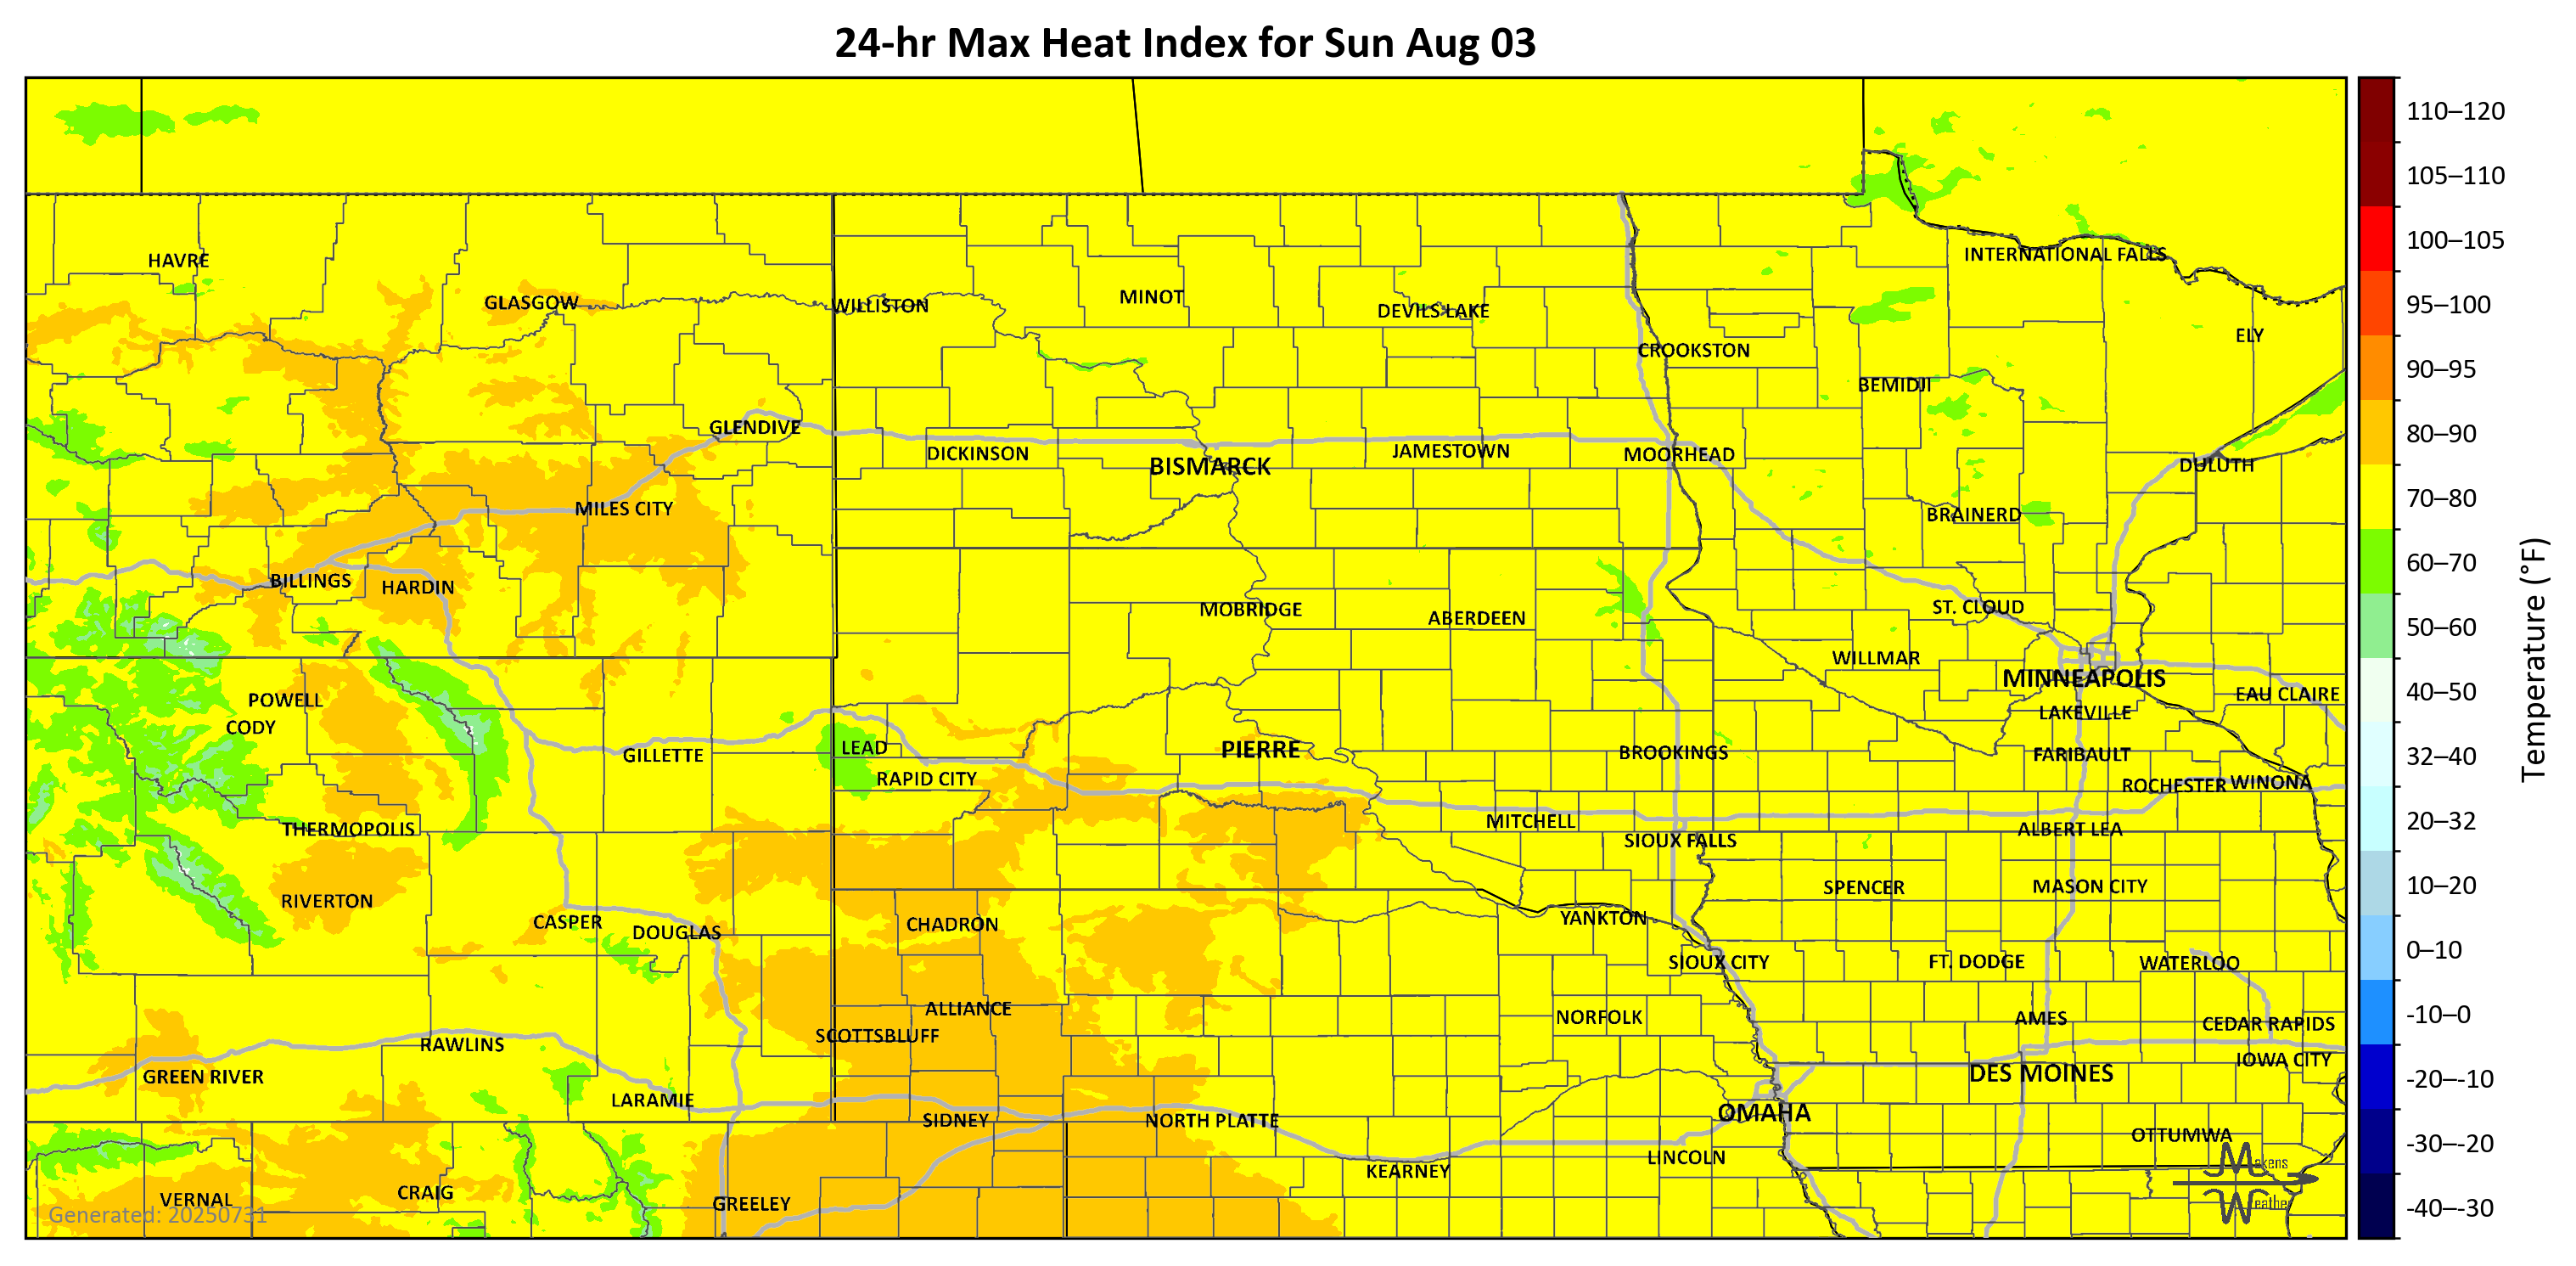 24-hr Max Heat Index for Sun Aug 03
110–120
105–110
INTERNATIONAL FALLS
100–105
HAVRE
GLASGOW
WILLISTON
MINOT
DEVILS LAKE
95–100
ELY
CROOKSTON
90–95
BEMIDJI
GLENDIVE
80–90
DICKINSON
JAMESTOWN
MOORHEAD
BISMARCK
DULUTH
70–80
MILES CITY
BRAINERD
60–70
BILLINGS
HARDIN
MOBRIDGE
ABERDEEN
ST. CLOUD
50–60
WILLMAR
MINNEAPOLIS
40–50
POWELL
EAU CLAIRE
LAKEVILLE
CODY
LEAD
PIERRE
BROOKINGS
FARIBAULT
32–40
Temperature (°F)
GILLETTE
RAPID CITY
ROCHESTER
WINONA
20–32
THERMOPOLIS
MITCHELL
ALBERT LEA
SIOUX FALLS
10–20
SPENCER
MASON CITY
RIVERTON
CASPER
CHADRON
YANKTON
DOUGLAS
0–10
SIOUX CITY
FT. DODGE
WATERLOO
ALLIANCE
NORFOLK
AMES
CEDAR RAPIDS
-10–0
SCOTTSBLUFF
RAWLINS
IOWA CITY
GREEN RIVER
DES MOINES
-20–-10
LARAMIE
OMAHA
SIDNEY
NORTH PLATTE
OTTUMWA
-30–-20
LINCOLN
KEARNEY
Makens
VERNAL
CRAIG
GREELEY
Weather
-40–-30
Generated: 20250731